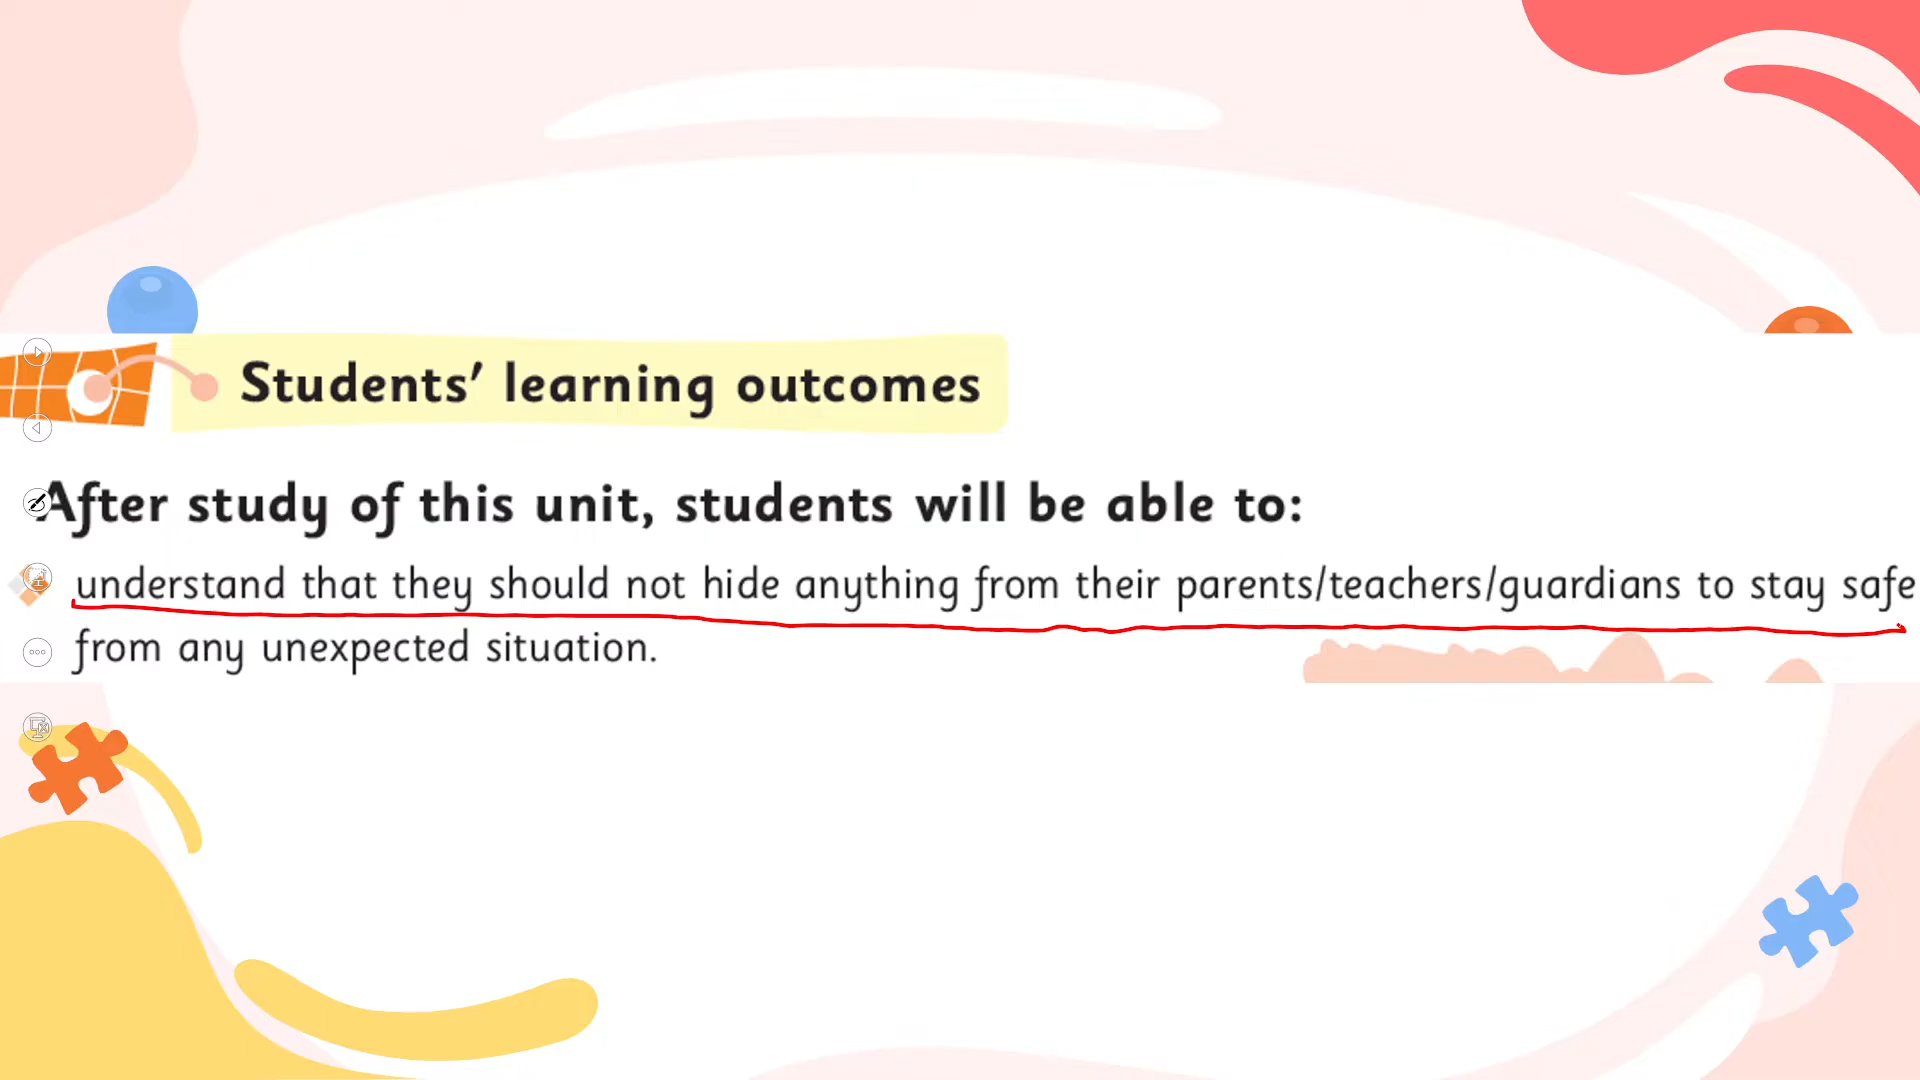 Students' learning outcomes
After study of this unit, students will be able to:
understand that they should not hide anything from their parents/teachers/guardians to stay safe
from any unexpected situation.